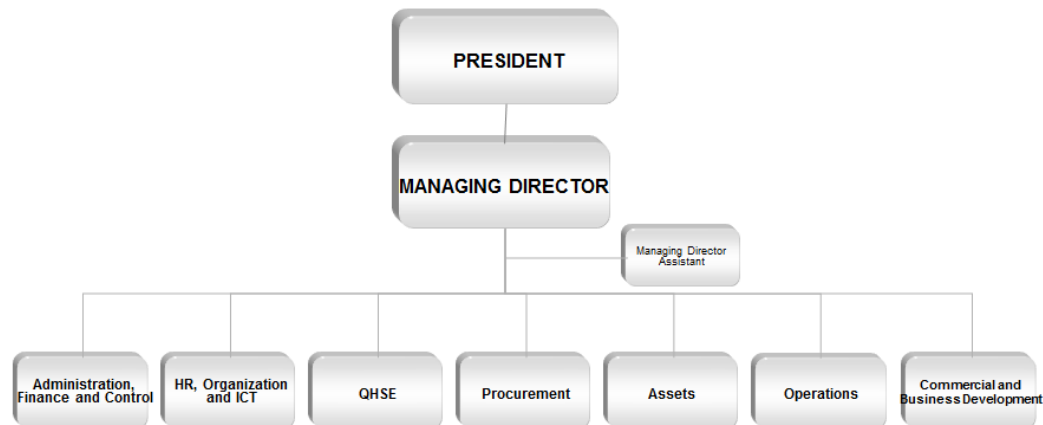 PRESIDENT
MANAGING DIRECTOR
Managing Director
Assistant
Administration,
Finance and Control
HR, Organization
and ICT
QHSE
Procurement
Assets
Operations
Commercial and
Business Development